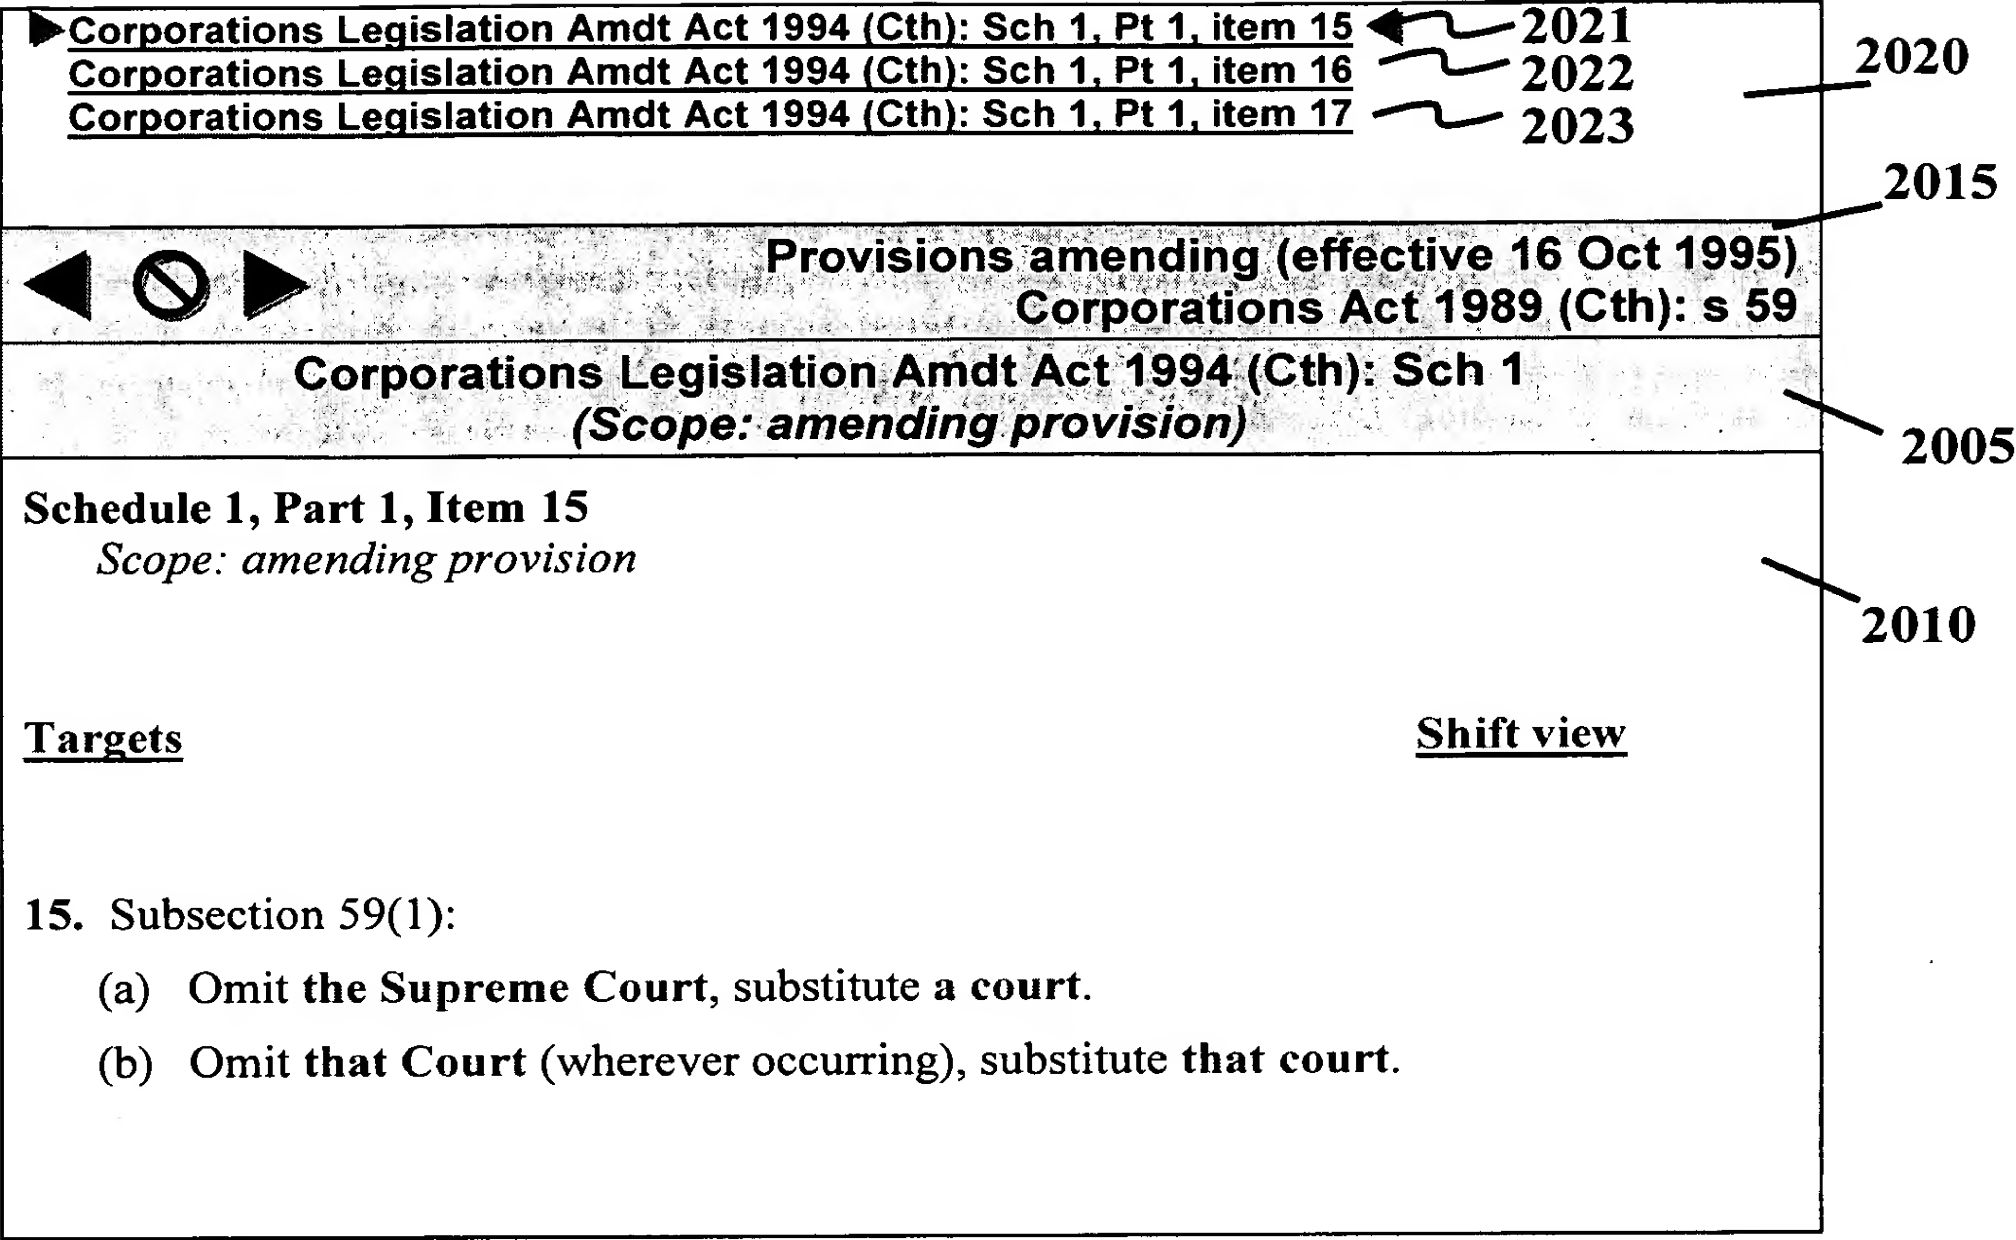 Corporations Legislation Amdt Act 1994 (Cth): Sch 1, Pt 1, item 15 2021
Corporations Legislation Amdt Act 1994 (Cth): Sch 1, Pt 1, item 16 2022
2020
Corporations Legislation Amdt Act 1994 (Cth): Sch 1, Pt 1, item 17 2023
2015
Provisions amending (effective 16 Oct 1995)
Corporations Act 1989 (Cth): s 59
Corporations Legislation Amdt Act 1994 (Cth): Sch 1
(Scope: amending provision)
2005
Schedule 1, Part 1, Item 15
Scope: amending provision
2010
Targets Shift view
15. Subsection 59(1):
(a) Omit the Supreme Court, substitute a court.
(b) Omit that Court (wherever occurring), substitute that court.